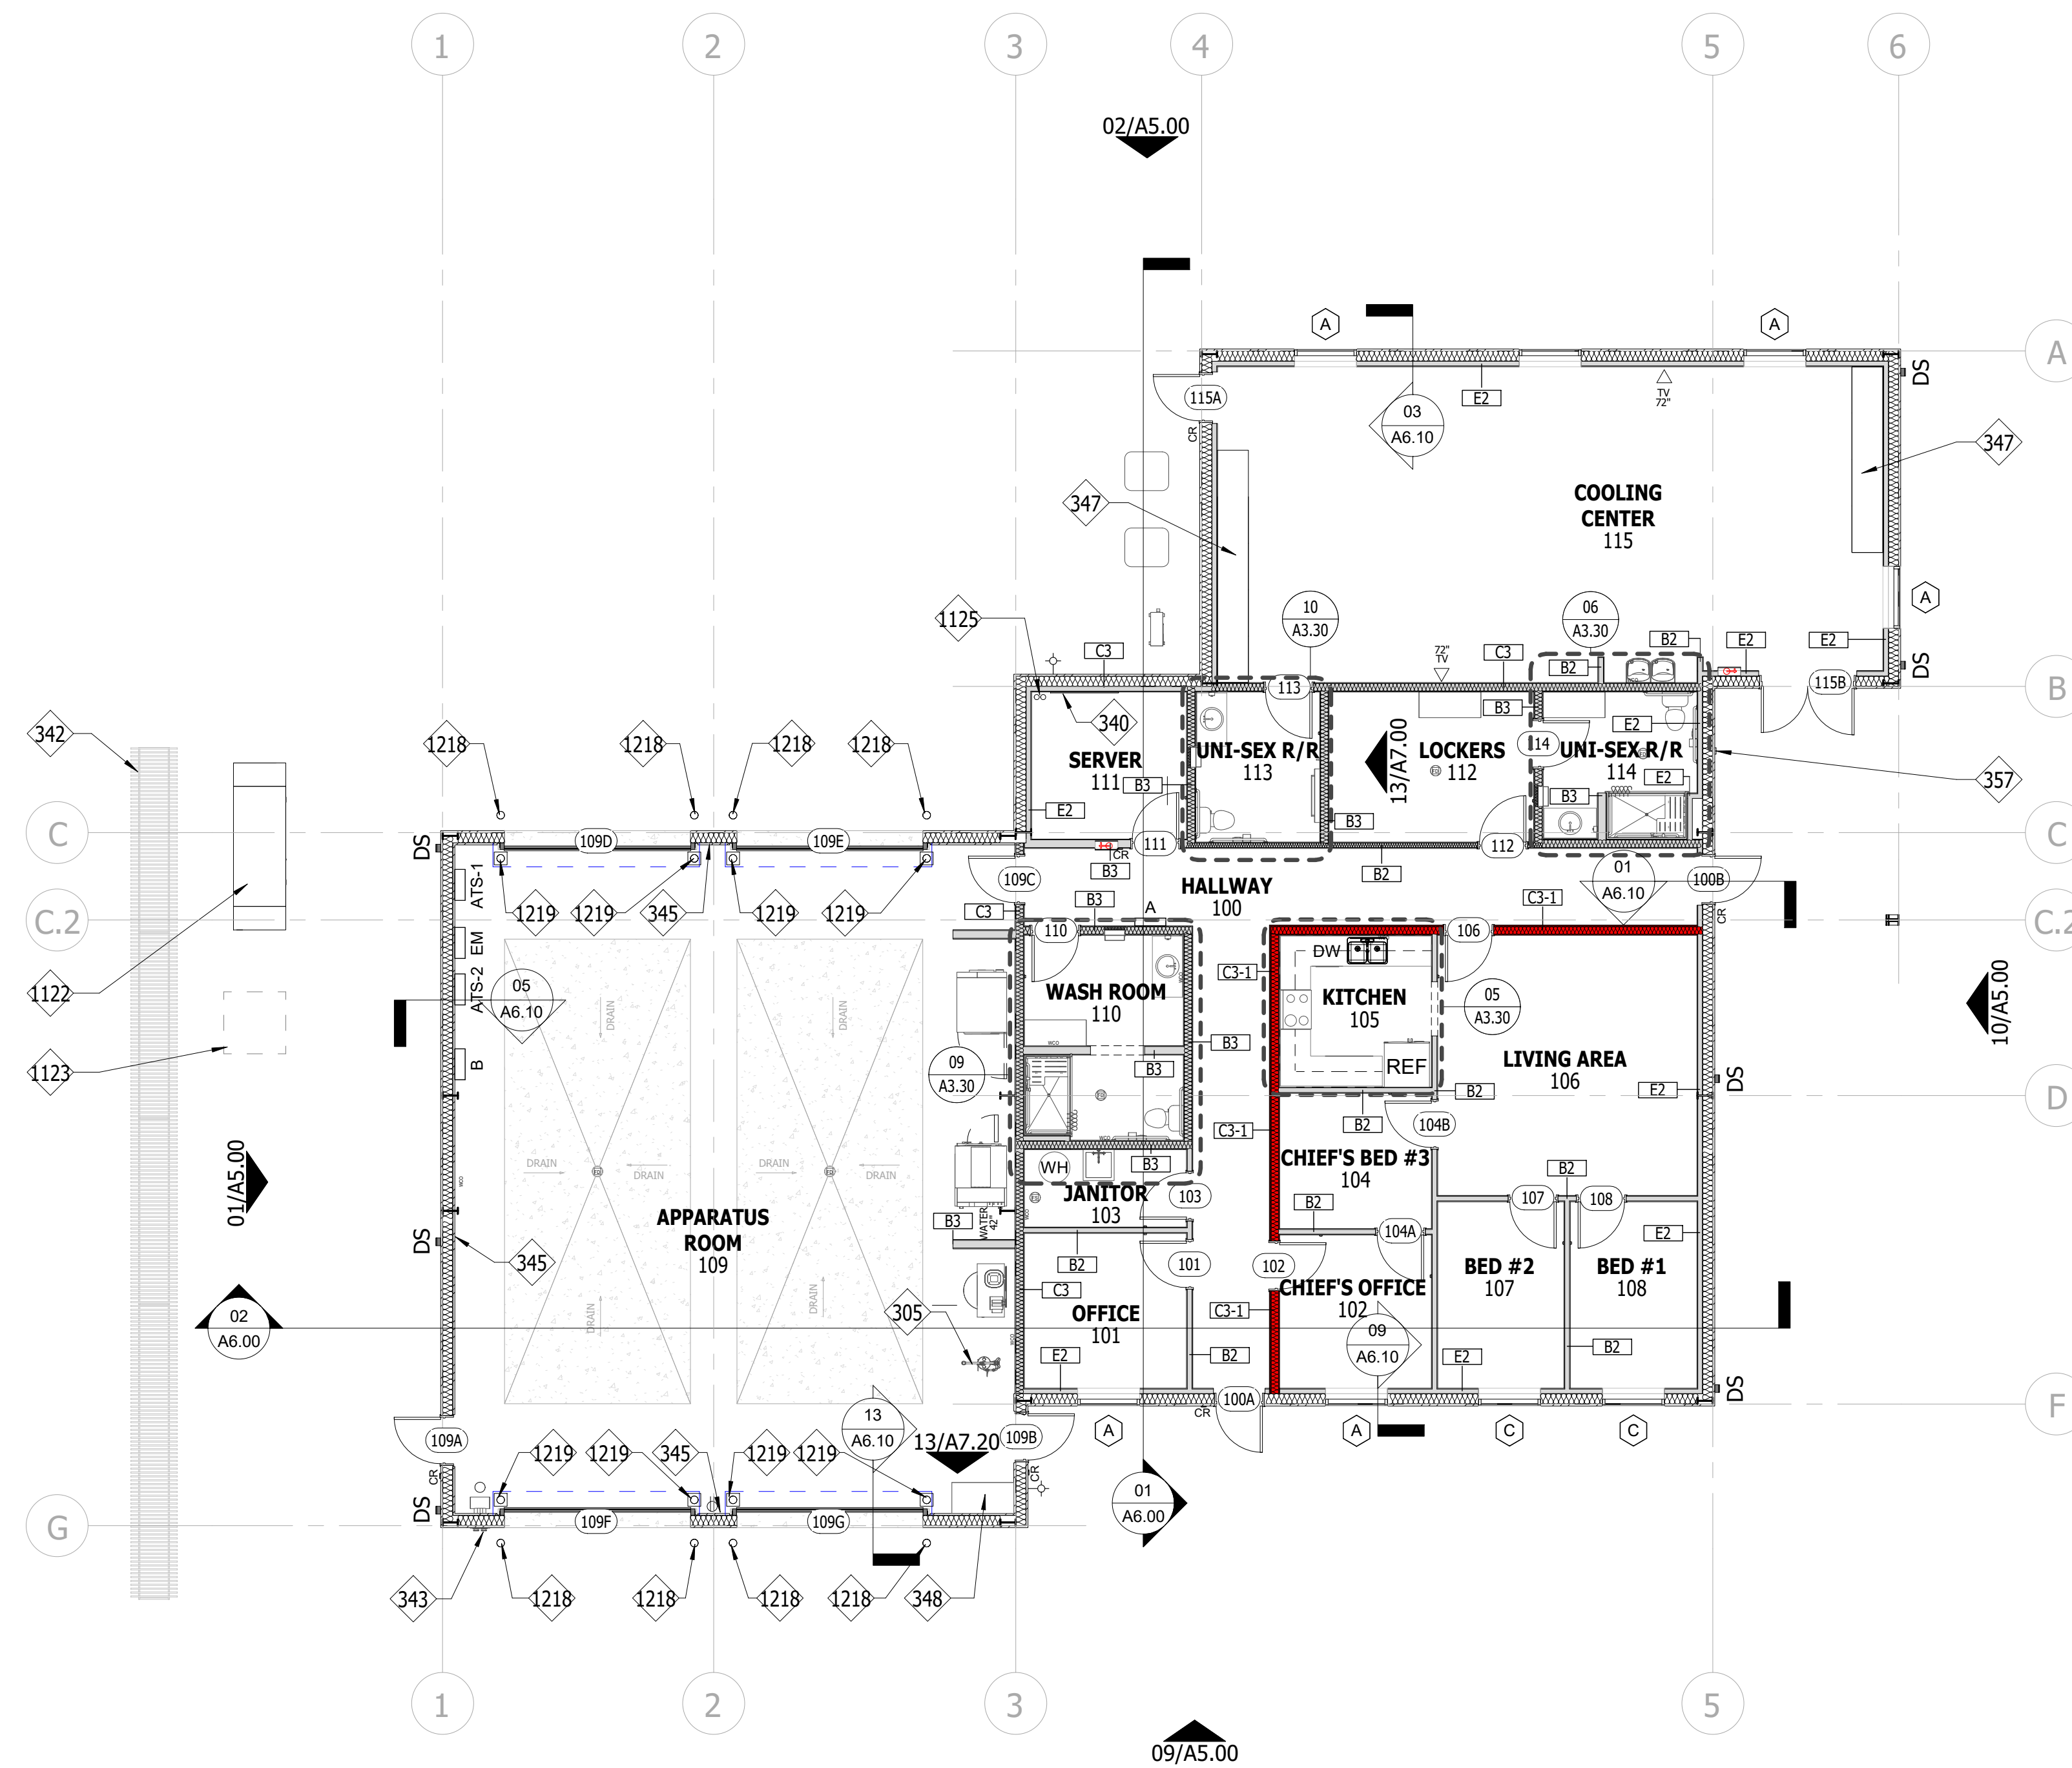 1
2
3
4
5
6
02/A5.00
A
A
A
DS
115A
E2
TV
72"
03
A6.10
CR
347
347
COOLING
CENTER
115
A
1125
10
A3.30
06
A3.30
C3
72"
TV
C3
B2
B2
E2
E2
DS
113
115B
B
340
B3
E2
342
1218
1218
1218
1218
SERVER
111
UNI-SEX R/R
113
13/A7.00
LOCKERS
112
114
UNI-SEX R/R
114
357
B3
E2
B3
E2
B3
C
DS
109D
109E
111
112
C
CR
B3
B2
01
A6.10
ATS-1
109C
HALLWAY
100
100B
1219
1219
345
1219
1219
C3
B3
A
C3-1
CR
C.2
C.2
110
106
EM
DW
C3-1
1122
ATS-2
05
A6.10
WASH ROOM
110
KITCHEN
105
05
A3.30
10/A5.00
DRAIN
DRAIN
B3
LIVING AREA
106
1123
B
09
A3.30
WCO
B3
REF
B2
E2
DS
D
B2
104B
C3-1
01/A5.00
DRAIN
DRAIN
DRAIN
DRAIN
WCO
WH
B3
CHIEF'S BED #3
104
B2
WCO
JANITOR
103
103
107
108
APPARATUS
ROOM
109
B3
WATER
42"
WCO
B2
104A
E2
DS
345
B2
101
102
BED #2
107
BED #1
108
C3
CHIEF'S OFFICE
102
DRAIN
DRAIN
305
OFFICE
101
C3-1
02
A6.00
WCO
09
A6.10
E2
B2
E2
B2
DS
100A
CR
F
13
A6.10
A
A
C
C
109A
1219
1219
345
1219
1219
13/A7.20
109B
CR
CR
DS
01
A6.00
G
109F
109G
343
1218
1218
1218
1218
348
1
2
3
5
09/A5.00